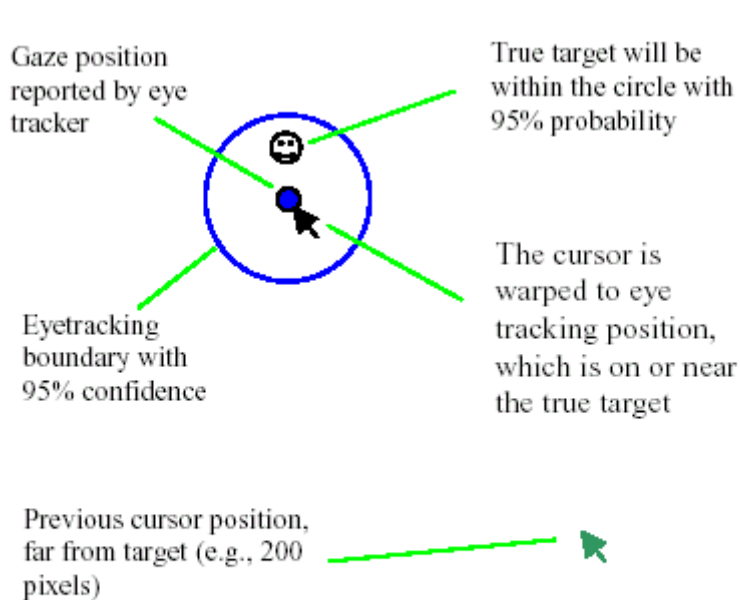 Gaze position
reported by eye
tracker
True target will be
within the circle with
95% probability
The cursor is
warped to eye
tracking position,
which is on or near
the true target
Eyetracking
boundary with
95% confidence
Previous cursor position,
far from target (e.g., 200
pixels)